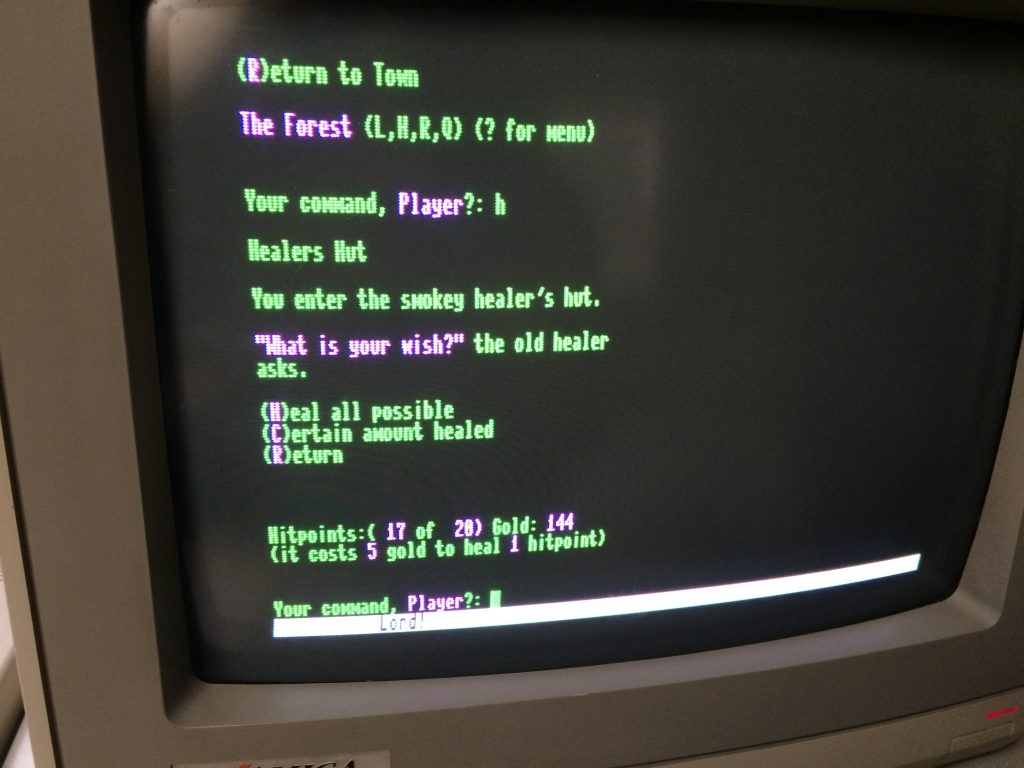 (R)eturn to Town
The Forest (L,H,R,Q) (? for menu)
Your command, Player?: h
Healers Hut
You enter the smokey healer's hut.
"What is your wish?" the old healer
asks.
(H)eal all possible
(C)ertain amount healed
(R)eturn
Hitpoints:( 17 of 20) Gold: 144
(it costs 5 gold to heal 1 hitpoint)
Your command, Player?:
Lord!
AMIGA